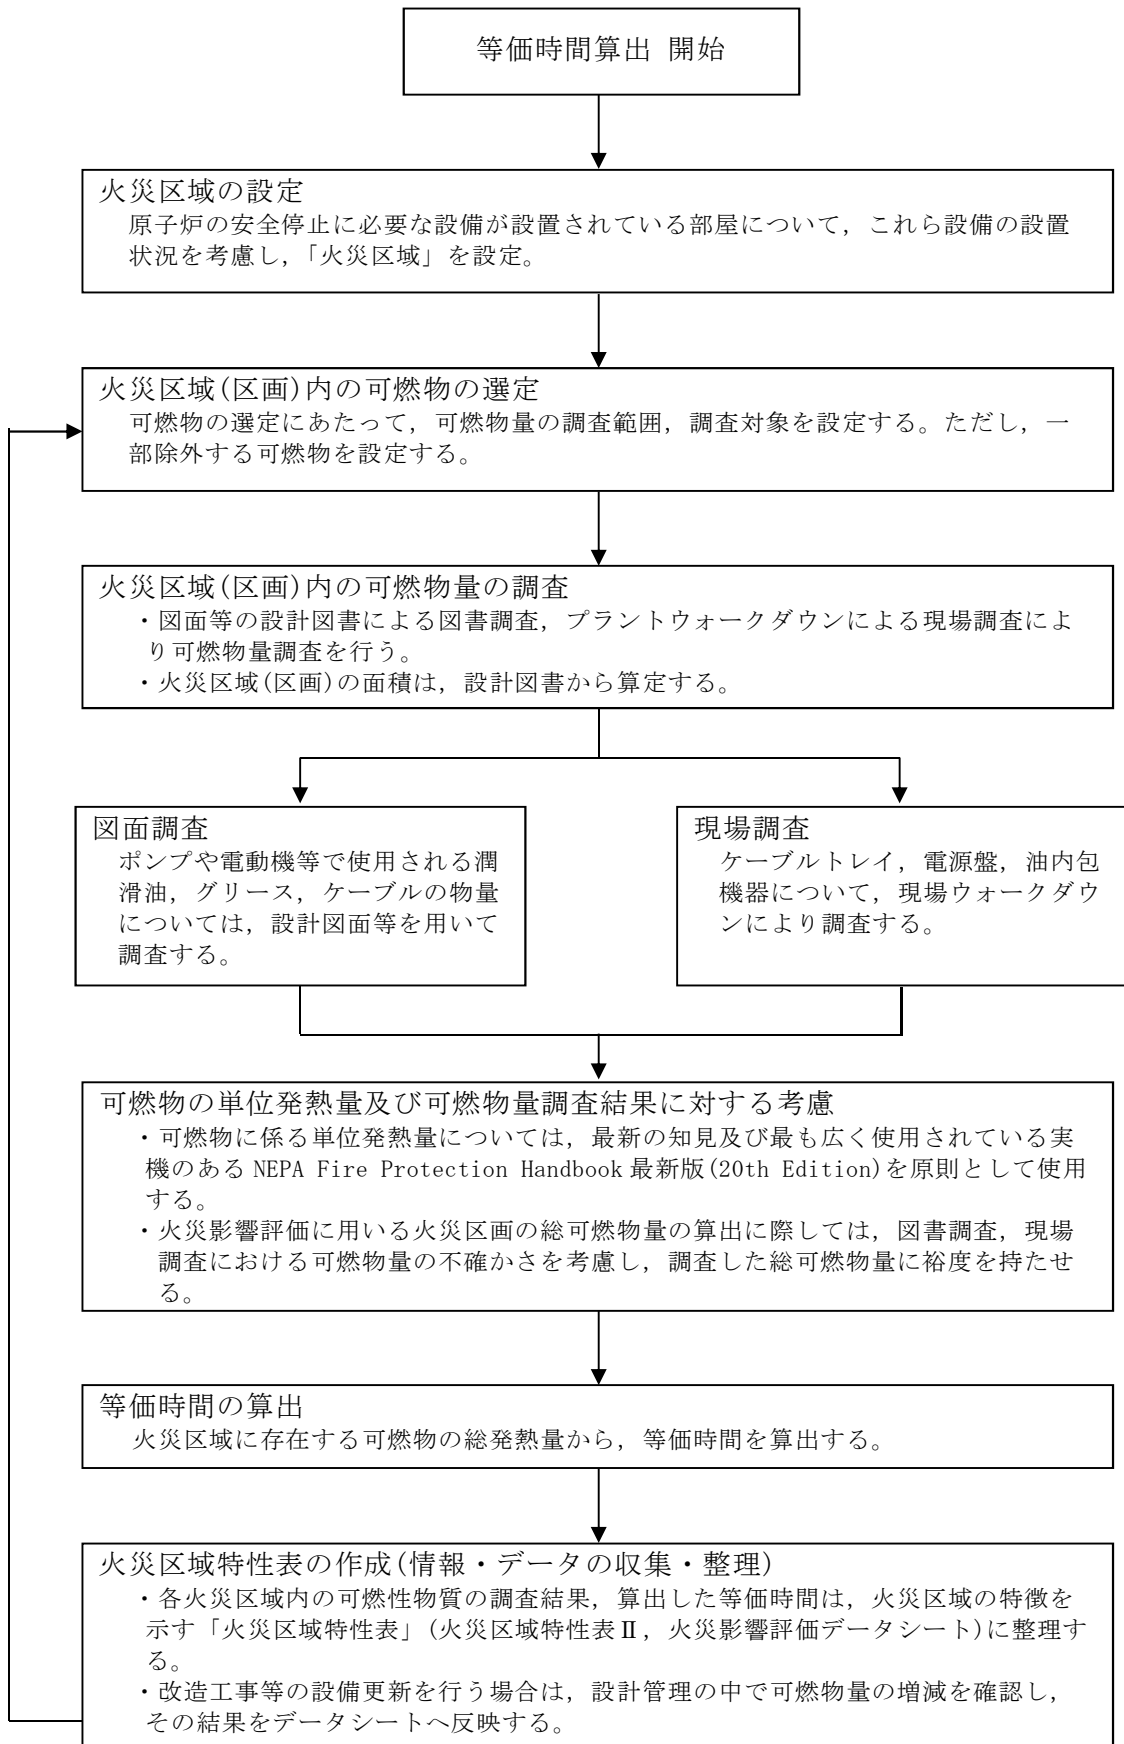 等価時間算出 開始
火災区域の設定
原子炉の安全停止に必要な設備が設置されている部屋について，これら設備の設置
状況を考慮し，「火災区域」を設定。
火災区域(区画)内の可燃物の選定
可燃物の選定にあたって，可燃物量の調査範囲，調査対象を設定する。ただし，一
部除外する可燃物を設定する。
火災区域(区画)内の可燃物量の調査
・図面等の設計図書による図書調査，プラントウォークダウンによる現場調査によ
り可燃物量調査を行う。
・火災区域(区画)の面積は，設計図書から算定する。
図面調査
ポンプや電動機等で使用される潤
滑油，グリース，ケーブルの物量
については，設計図面等を用いて
調査する。
現場調査
ケーブルトレイ，電源盤，油内包
機器について，現場ウォークダウ
ンにより調査する。
可燃物の単位発熱量及び可燃物量調査結果に対する考慮
・可燃物に係る単位発熱量については，最新の知見及び最も広く使用されている実
機のある NEPA Fire Protection Handbook 最新版(20th Edition)を原則として使用
する。
・火災影響評価に用いる火災区画の総可燃物量の算出に際しては，図書調査，現場
調査における可燃物量の不確かさを考慮し，調査した総可燃物量に裕度を持たせ
る。
等価時間の算出
火災区域に存在する可燃物の総発熱量から，等価時間を算出する。
火災区域特性表の作成(情報・データの収集・整理)
・各火災区域内の可燃性物質の調査結果，算出した等価時間は，火災区域の特徴を
示す「火災区域特性表」(火災区域特性表Ⅱ，火災影響評価データシート)に整理す
る。
・改造工事等の設備更新を行う場合は，設計管理の中で可燃物量の増減を確認し，
その結果をデータシートへ反映する。